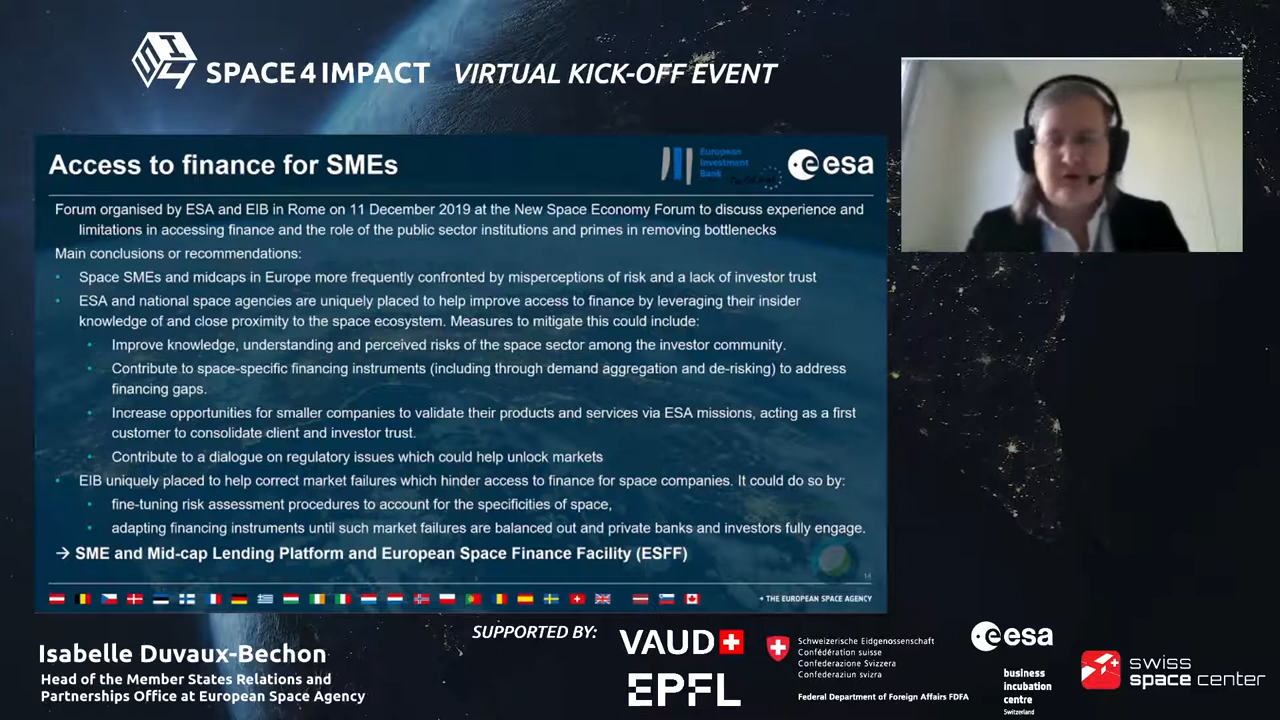 SPACE4IMPACT VIRTUAL KICK-OFF EVENT
Access to finance for SMEs
European
Investment
Bank
esa
Forum organised by ESA and EIB in Rome on 11 December 2019 at the New Space Economy Forum to discuss experience and
limitations in accessing finance and the role of the public sector institutions and primes in removing bottlenecks
Main conclusions or recommendations:
• Space SMEs and midcaps in Europe more frequently confronted by misperceptions of risk and a lack of investor trust
• ESA and national space agencies are uniquely placed to help improve access to finance by leveraging their insider
knowledge of and close proximity to the space ecosystem. Measures to mitigate this could include:
• Improve knowledge, understanding and perceived risks of the space sector among the investor community.
• Contribute to space-specific financing instruments (including through demand aggregation and de-risking) to address
financing gaps.
• Increase opportunities for smaller companies to validate their products and services via ESA missions, acting as a first
customer to consolidate client and investor trust.
• Contribute to a dialogue on regulatory issues which could help unlock markets
• EIB uniquely placed to help correct market failures which hinder access to finance for space companies. It could do so by:
• fine-tuning risk assessment procedures to account for the specificities of space,
• adapting financing instruments until such market failures are balanced out and private banks and investors fully engage.
→ SME and Mid-cap Lending Platform and European Space Finance Facility (ESFF)
14
→ THE EUROPEAN SPACE AGENCY
Isabelle Duvaux-Bechon
Head of the Member States Relations and
Partnerships Office at European Space Agency
SUPPORTED BY:
VAUD
EPFL
Schweizerische Eidgenossenschaft
Confédération suisse
Confederazione Svizzera
Confederaziun svizra
Federal Department of Foreign Affairs FDFA
esa
business
incubation
centre
Switzerland
swiss
space center